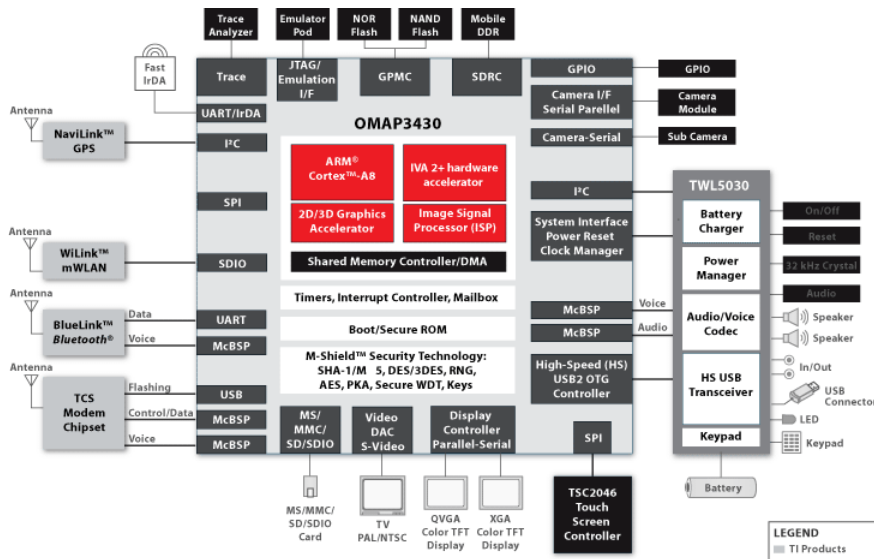 Trace
Analyzer
Emulator
Pod
NOR
Flash
NAND
Flash
Mobile
DDR
Fast
IrDA
Trace
JTAG/
Emulation
I/F
GPMC
SDRC
GPIO
GPIO
Camera I/F
Serial Parellel
Camera
Module
Camera-Serial
Sub Camera
Antenna
NaviLink™
GPS
UART/IrDA
I²C
SPI
Antenna
WiLink™
mWLAN
SDIO
Antenna
BlueLink™
Bluetooth®
Data
Voice
UART
McBSP
Antenna
TCS
Modem
Chipset
Flashing
Control/Data
Voice
USB
McBSP
McBSP
OMAP3430
ARM®
Cortex™-A8
IVA 2+ hardware
accelerator
2D/3D Graphics
Accelerator
Image Signal
Processor (ISP)
Shared Memory Controller/DMA
Timers, Interrupt Controller, Mailbox
Boot/Secure ROM
M-Shield™ Security Technology:
SHA-1/M 5, DES/3DES, RNG,
AES, PKA, Secure WDT, Keys
I²C
System Interface
Power Reset
Clock Manager
McBSP
Voice
McBSP
Audio
High-Speed (HS)
USB2 OTG
Controller
MS/
MMC/
SD/SDIO
Video
DAC
S-Video
Display
Controller
Parallel-Serial
SPI
MS/MMC/
SD/SDIO
Card
TV
PAL/NTSC
QVGA
Color TFT
Display
XGA
Color TFT
Display
TSC2046
Touch
Screen
Controller
TWL5030
Battery
Charger
Power
Manager
Audio/Voice
Codec
HS USB
Transceiver
Keypad
On/Off
Reset
32 kHz Crystal
Audio
Speaker
Speaker
In/Out
USB
Connector
LED
Keypad
Battery
LEGEND
TI Products